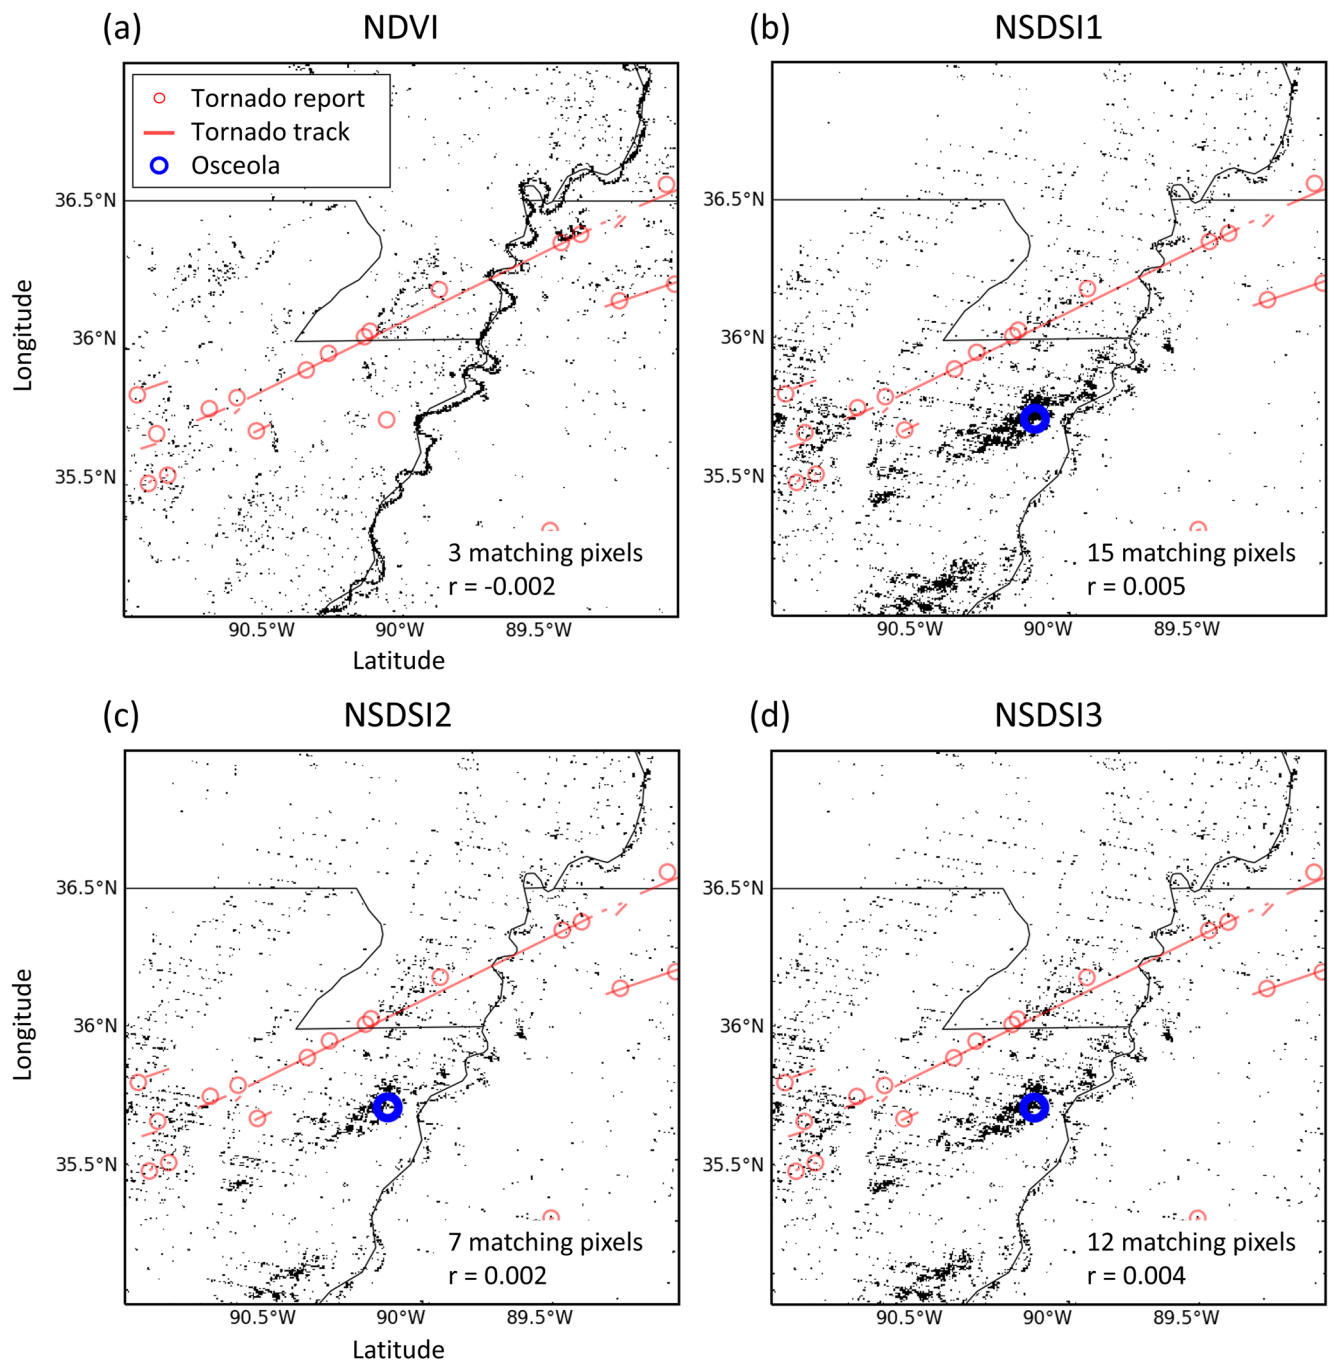 (a) NDVI
Tornado report
Tornado track
Osceola
36.5°N
36°N
35.5°N
Longitude
3 matching pixels
r = -0.002
90.5°W 90°W 89.5°W
Latitude
(b) NSDSI1
36.5°N
36°N
35.5°N
15 matching pixels
r = 0.005
90.5°W 90°W 89.5°W
(c) NSDSI2
36.5°N
36°N
35.5°N
Longitude
7 matching pixels
r = 0.002
90.5°W 90°W 89.5°W
Latitude
(d) NSDSI3
36.5°N
36°N
35.5°N
12 matching pixels
r = 0.004
90.5°W 90°W 89.5°W